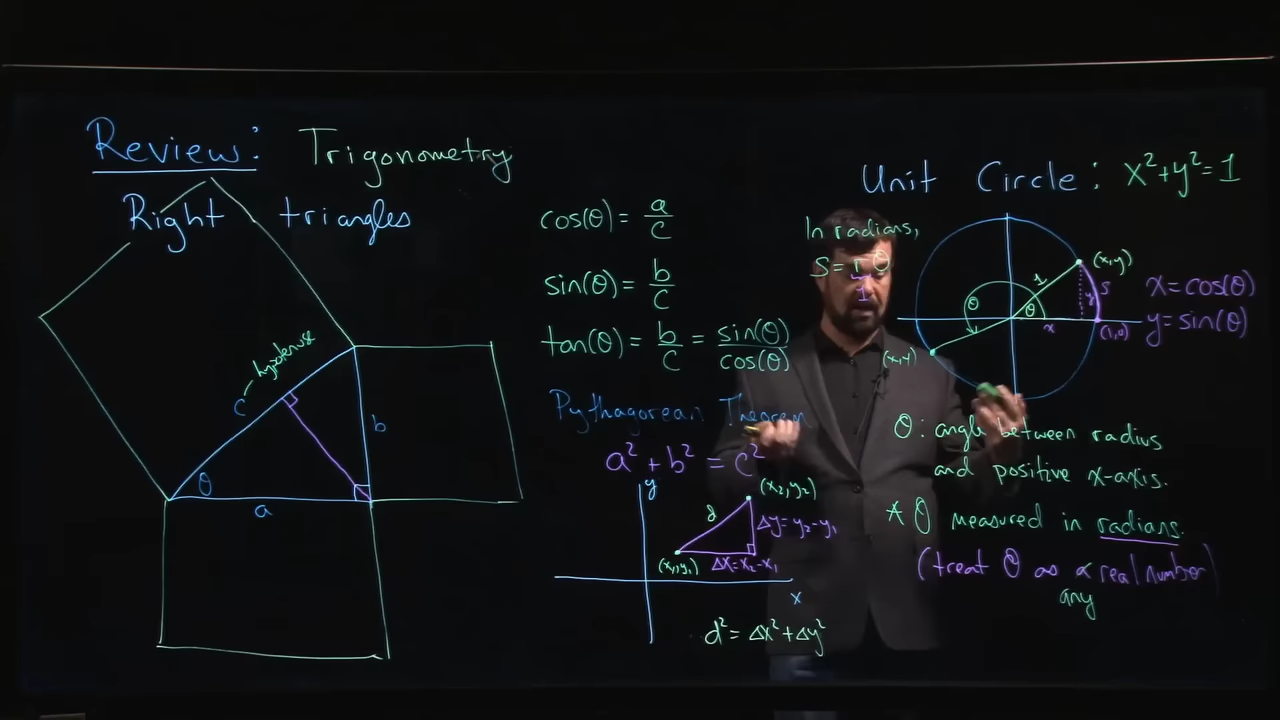 Review: Trigonometry
Right triangles
c
hypotenuse
b
θ
a
cos(θ) = a/c
sin(θ) = b/c
tan(θ) = b/c = sin(θ)/cos(θ)
Pythagorean Theorem
a² + b² = c²
y
(x₂,y₂)
d
Δy = y₂-y₁
(x₁,y₁)
Δx = x₂-x₁
x
d² = Δx² + Δy²
Unit Circle: x²+y²=1
In radians,
S = r θ
1
(x,y)
1
S
y
θ
θ
x
(1,0)
(x,y)
x = cos(θ)
y = sin(θ)
θ: angle between radius
and positive x-axis.
* θ measured in radians.
(treat θ as a real number)
any